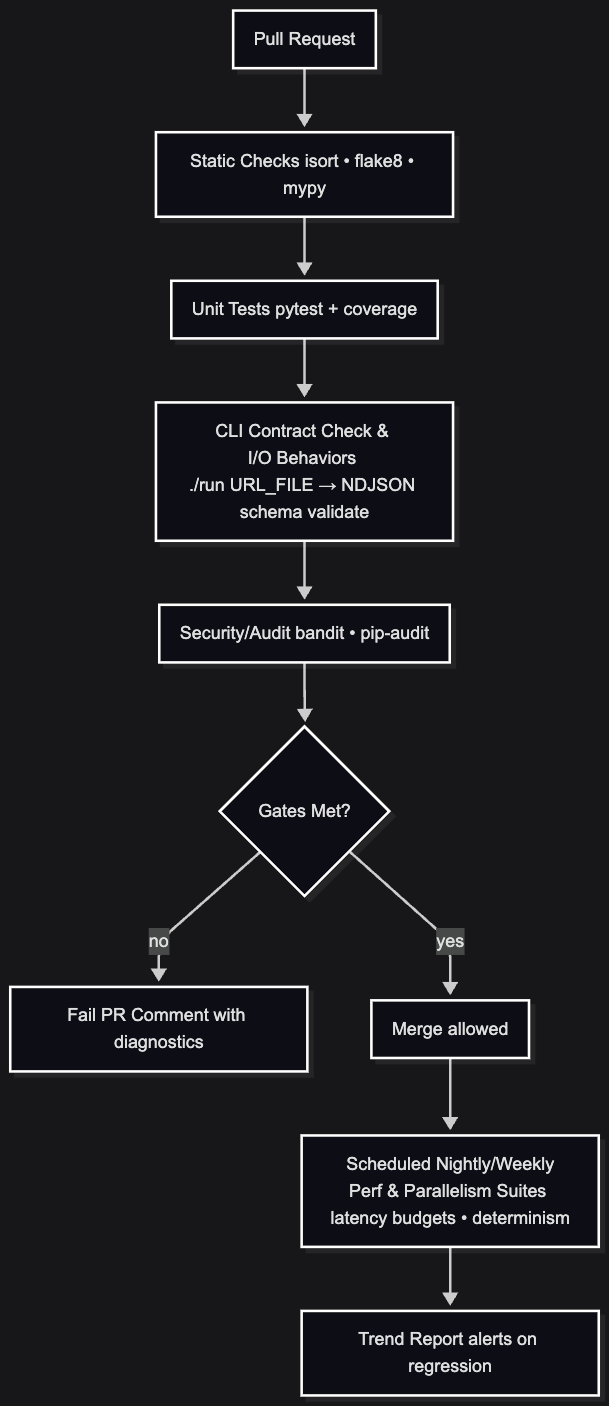 Pull Request
Static Checks isort • flake8 •
mypy
Unit Tests pytest + coverage
CLI Contract Check &
I/O Behaviors
./run URL_FILE → NDJSON
schema validate
Security/Audit bandit • pip-audit
Gates Met?
no
yes
Fail PR Comment with
diagnostics
Merge allowed
Scheduled Nightly/Weekly
Perf & Parallelism Suites
latency budgets • determinism
Trend Report alerts on
regression